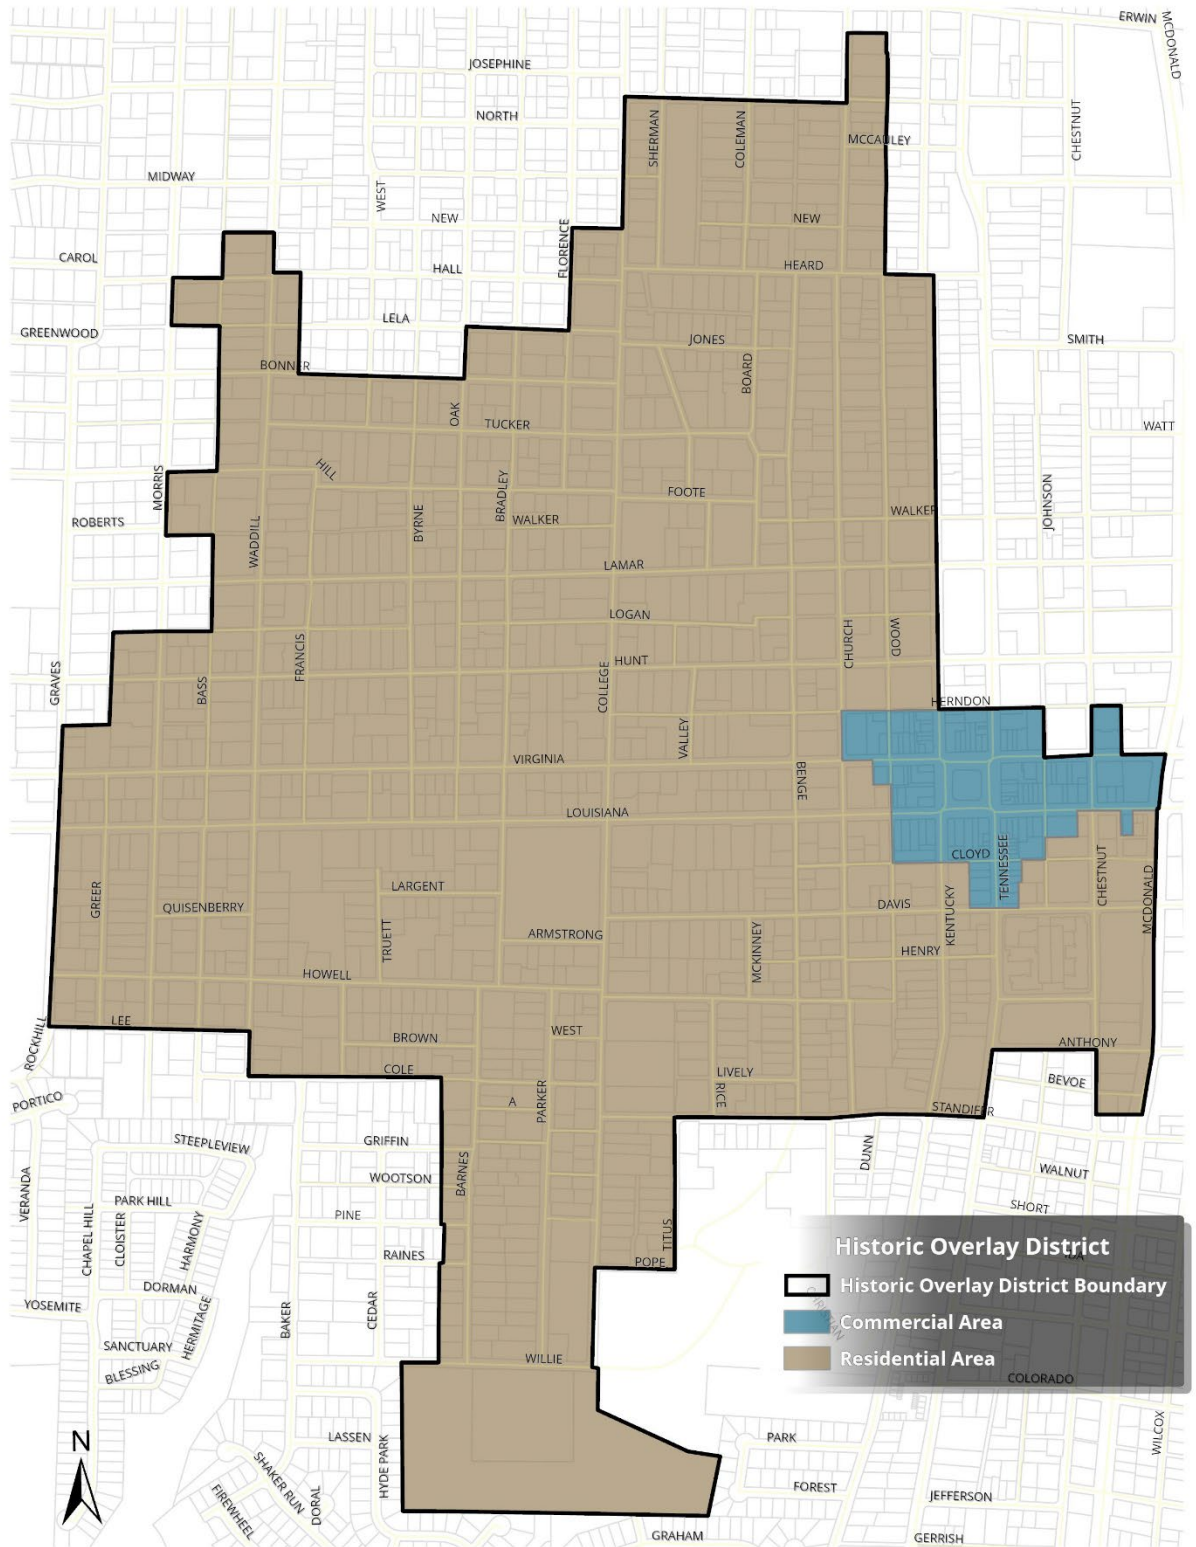 ERWIN
MCDONALD
JOSEPHINE
NORTH
SHERMAN
COLEMAN
CHESTNUT
MCCAULEY
MIDWAY
WEST
NEW
NEW
FLORENCE
CAROL
HALL
HEARD
LELA
GREENWOOD
JONES
SMITH
BONNER
BOARD
OAK
TUCKER
WATT
HILL
MORRIS
BRADLEY
FOOTE
JOHNSON
ROBERTS
WADDILL
BYRNE
WALKER
WALKER
LAMAR
LOGAN
CHURCH
WOOD
FRANCIS
HUNT
GRAVES
BASS
COLLEGE
HERNDON
VALLEY
VIRGINIA
BENGE
LOUISIANA
CLOYD
TENNESSEE
CHESTNUT
MCDONALD
GREER
QUISENBERRY
LARGENT
DAVIS
KENTUCKY
TRUETT
ARMSTRONG
MCKINNEY
HENRY
HOWELL
LEE
ROCKHILL
BROWN
WEST
ANTHONY
COLE
LIVELY
BEVOE
PORTICO
A
PARKER
RICE
STANDIFER
STEEPLEVIEW
GRIFFIN
DUNN
VERANDA
BARNES
WOOTSON
WALNUT
PARK HILL
SHORT
CHAPEL HILL
CLOISTER
HARMONY
PINE
TITUS
RAINES
POPE
IDA
Historic Overlay District
Historic Overlay District Boundary
DORMAN
YOSEMITE
BAKER
CEDAR
HERMITAGE
CHRISTIAN
Commercial Area
SANCTUARY
BLESSING
WILLIE
Residential Area
COLORADO
N
LASSEN
HYDE PARK
PARK
WILCOX
SHAKER RUN
FIREWHEEL
DORAL
FOREST
JEFFERSON
GRAHAM
GERRISH